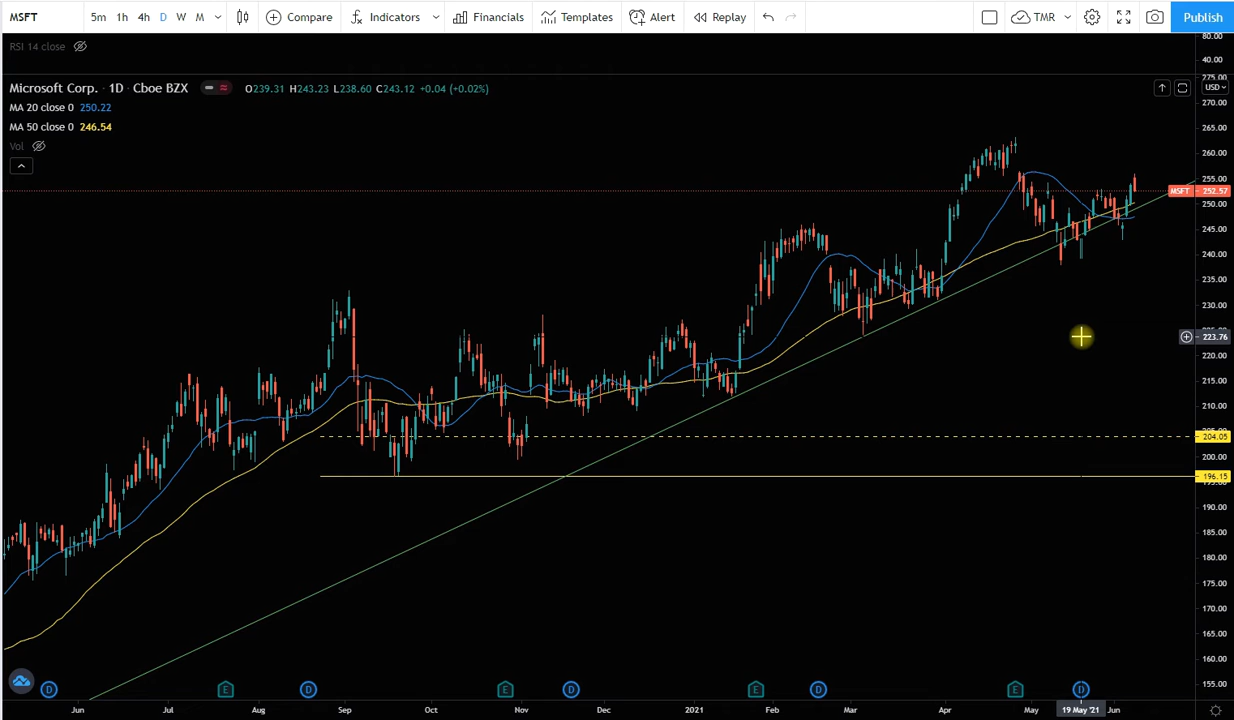 MSFT 5m 1h 4h D W M Compare Indicators Financials Templates Alert Replay TMR Publish
RSI 14 close
80.00
40.00
Microsoft Corp. · 1D · Cboe BZX O239.31 H243.23 L238.60 C243.12 +0.04 (+0.02%)
275.00
USD
MA 20 close 0 250.22
270.00
MA 50 close 0 246.54
265.00
Vol
260.00
255.00
MSFT 252.57
250.00
245.00
240.00
235.00
230.00
223.76
220.00
215.00
210.00
204.05
200.00
196.15
190.00
185.00
180.00
175.00
170.00
165.00
160.00
155.00
D E D E D E D E D
Jun Jul Aug Sep Oct Nov Dec 2021 Feb Mar Apr May 19 May '21 Jun